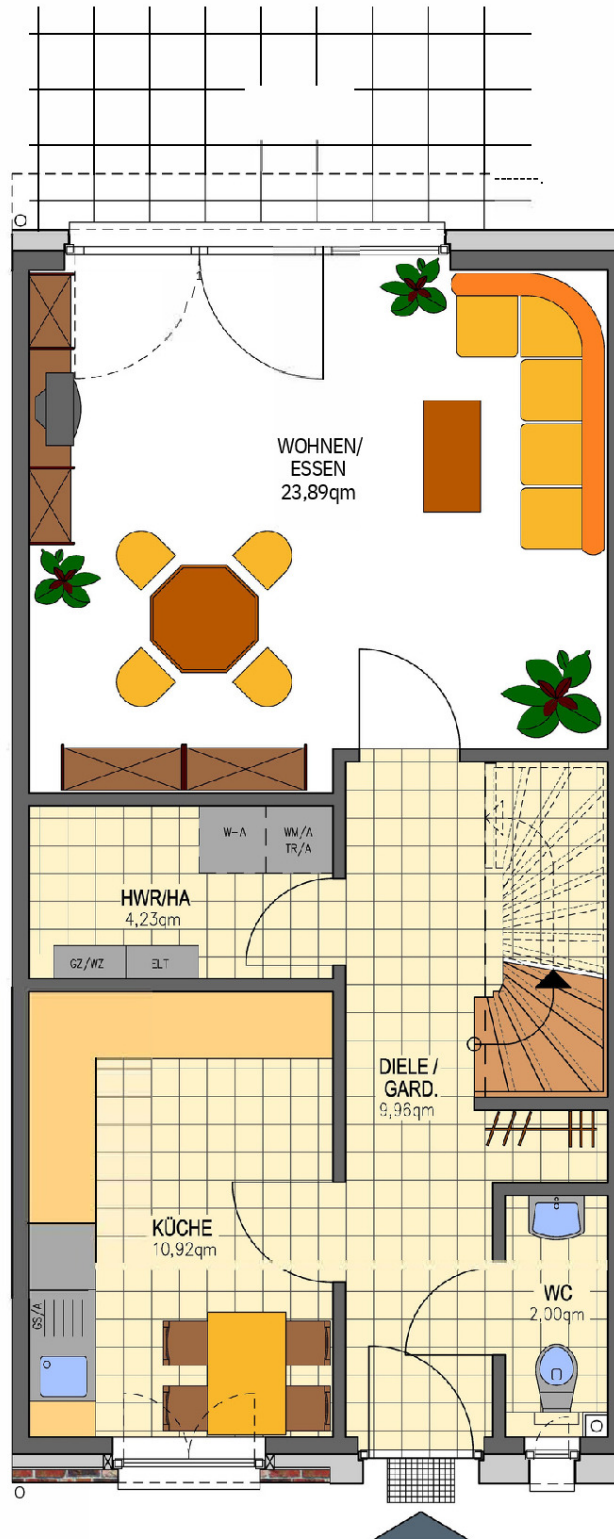 WOHNEN/
ESSEN
23,89qm
W-A
WM/A
TR/A
HWR/HA
4,23qm
GZ/WZ
ELT
DIELE /
GARD.
9,96qm
KÜCHE
10,92qm
GS/A
WC
2,00qm